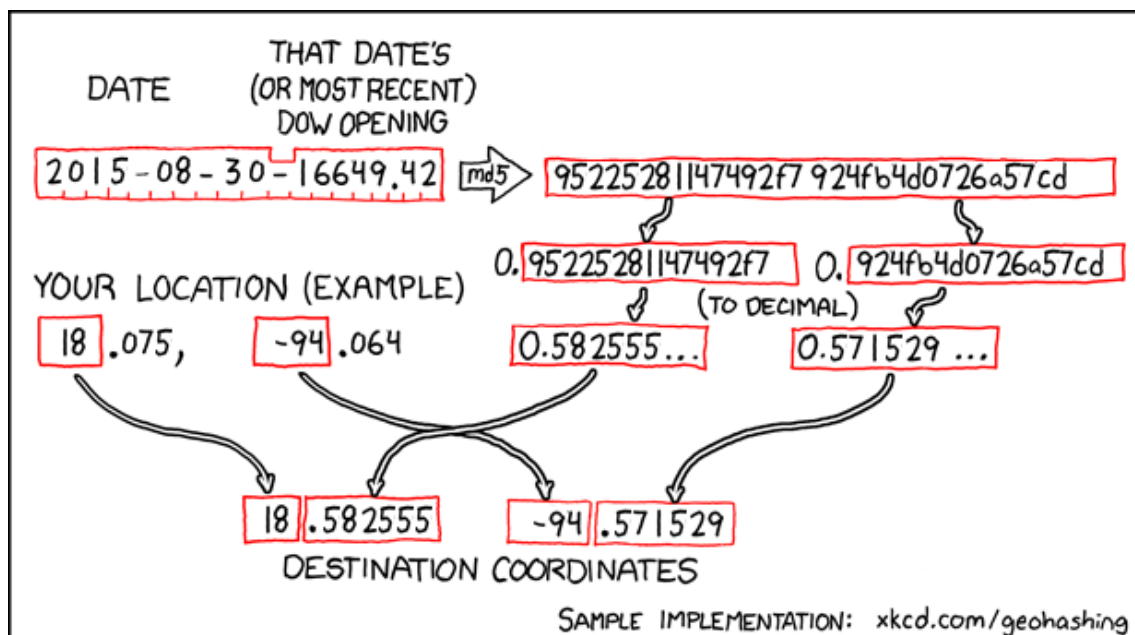 THAT DATE'S
DATE (OR MOST RECENT)
DOW OPENING
2015-08-30-16649.42 md5 95225281147492f7 924fb4d0726a57cd
0.95225281147492f7 0.924fb4d0726a57cd
YOUR LOCATION (EXAMPLE) (TO DECIMAL)
18.075, -94.064 0.582555... 0.571529...
18.582555 -94.571529
DESTINATION COORDINATES
SAMPLE IMPLEMENTATION: xkcd.com/geohashing